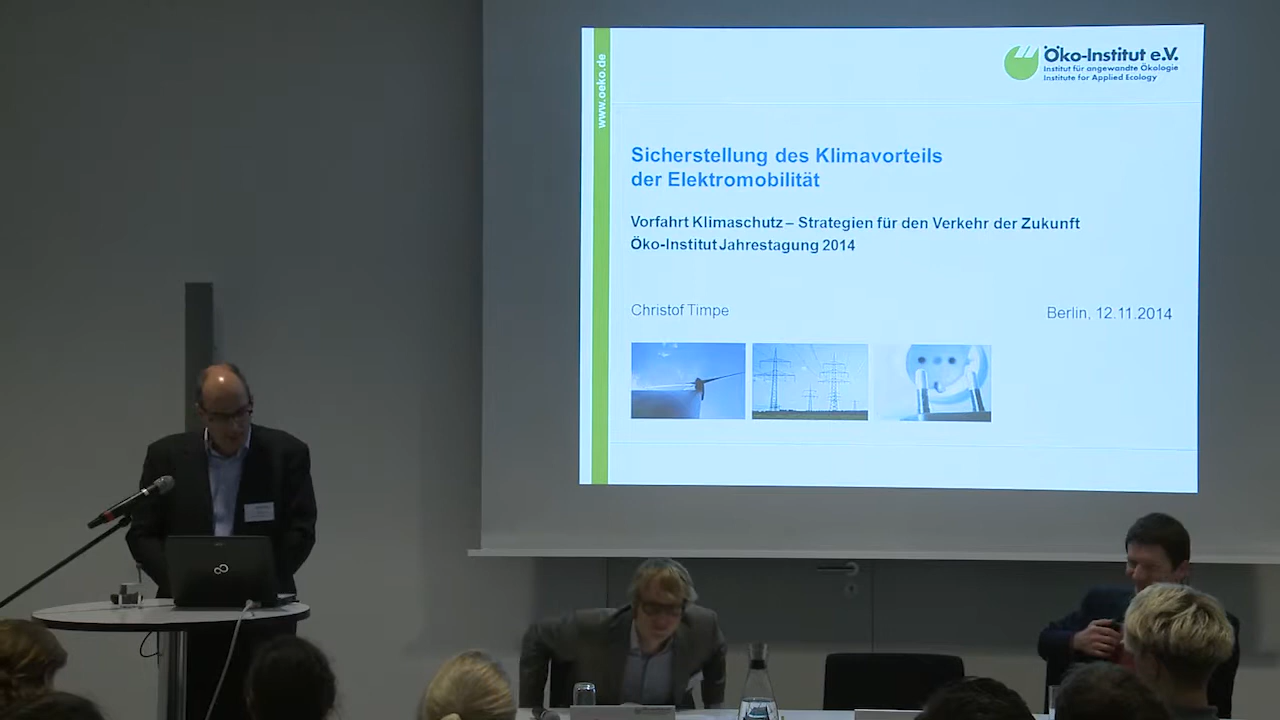 www.oeko.de
Öko-Institut e.V.
Institut für angewandte Ökologie
Institute for Applied Ecology
Sicherstellung des Klimavorteils
der Elektromobilität
Vorfahrt Klimaschutz – Strategien für den Verkehr der Zukunft
Öko-Institut Jahrestagung 2014
Christof Timpe
Berlin, 12.11.2014